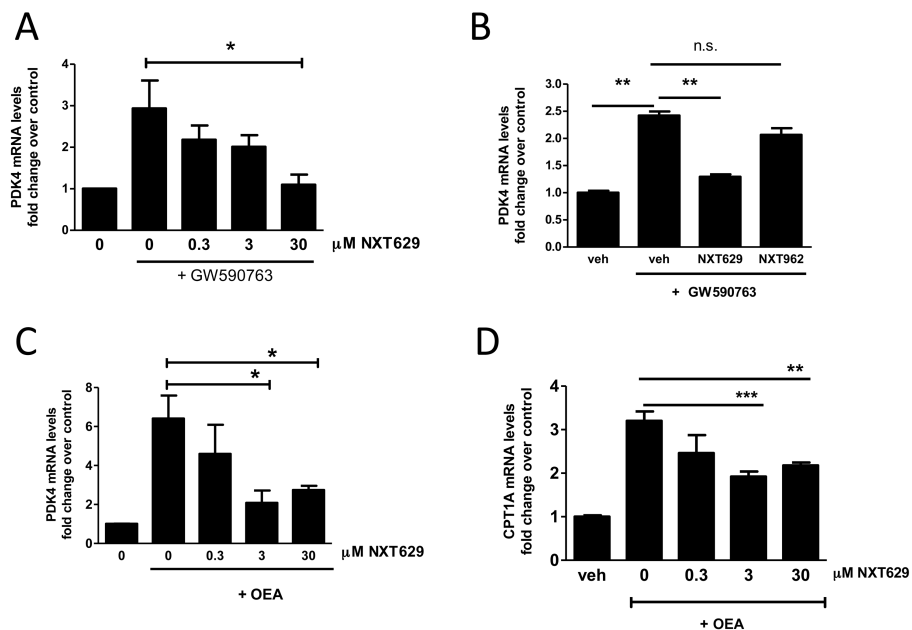 A
PDK4 mRNA levels
fold change over control
4
3
2
1
0
*
0 0 0.3 3 30 μM NXT629
+ GW590763
B
PDK4 mRNA levels
fold change over control
3.0
2.5
2.0
1.5
1.0
0.5
0.0
n.s.
** **
veh veh NXT629 NXT962
+ GW590763
C
PDK4 mRNA levels
fold change over control
8
6
4
2
0
*
*
0 0 0.3 3 30 μM NXT629
+ OEA
D
CPT1A mRNA levels
fold change over control
4
3
2
1
0
**
***
veh 0 0.3 3 30 μM NXT629
+ OEA